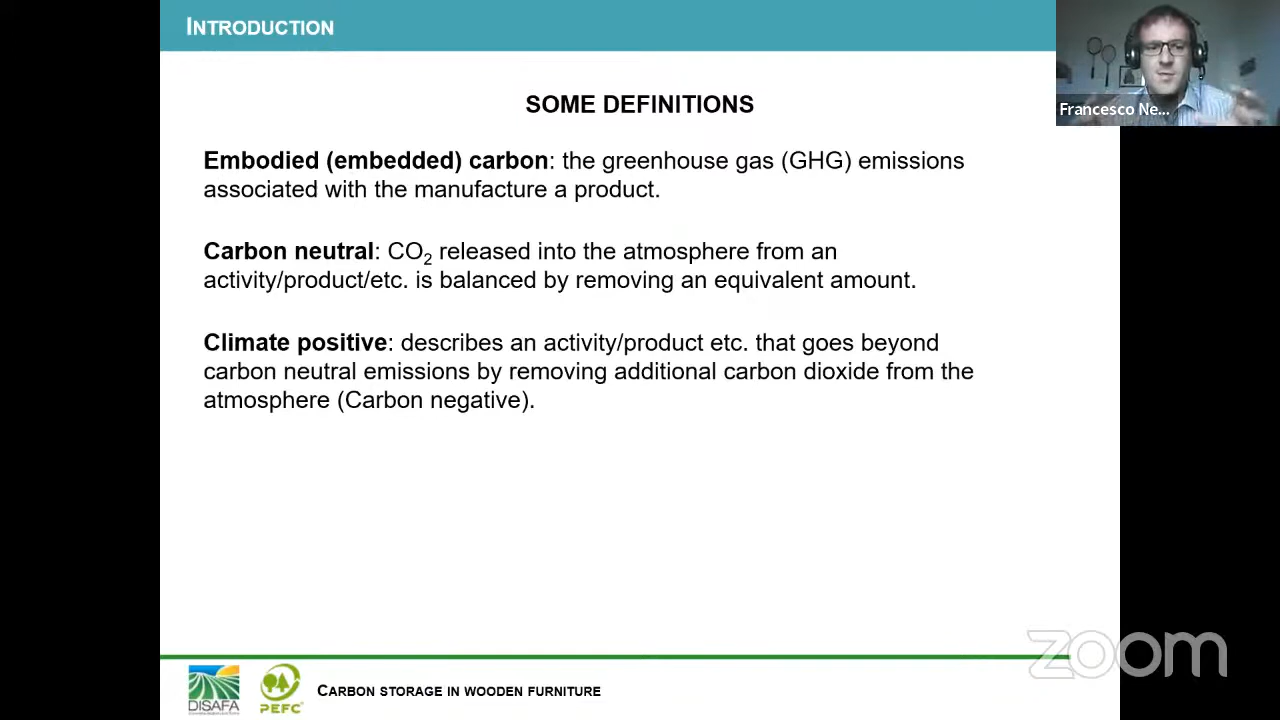 INTRODUCTION
Francesco Ne...
SOME DEFINITIONS
Embodied (embedded) carbon: the greenhouse gas (GHG) emissions
associated with the manufacture a product.
Carbon neutral: CO₂ released into the atmosphere from an
activity/product/etc. is balanced by removing an equivalent amount.
Climate positive: describes an activity/product etc. that goes beyond
carbon neutral emissions by removing additional carbon dioxide from the
atmosphere (Carbon negative).
zoom
DISAFA
PEFC
CARBON STORAGE IN WOODEN FURNITURE